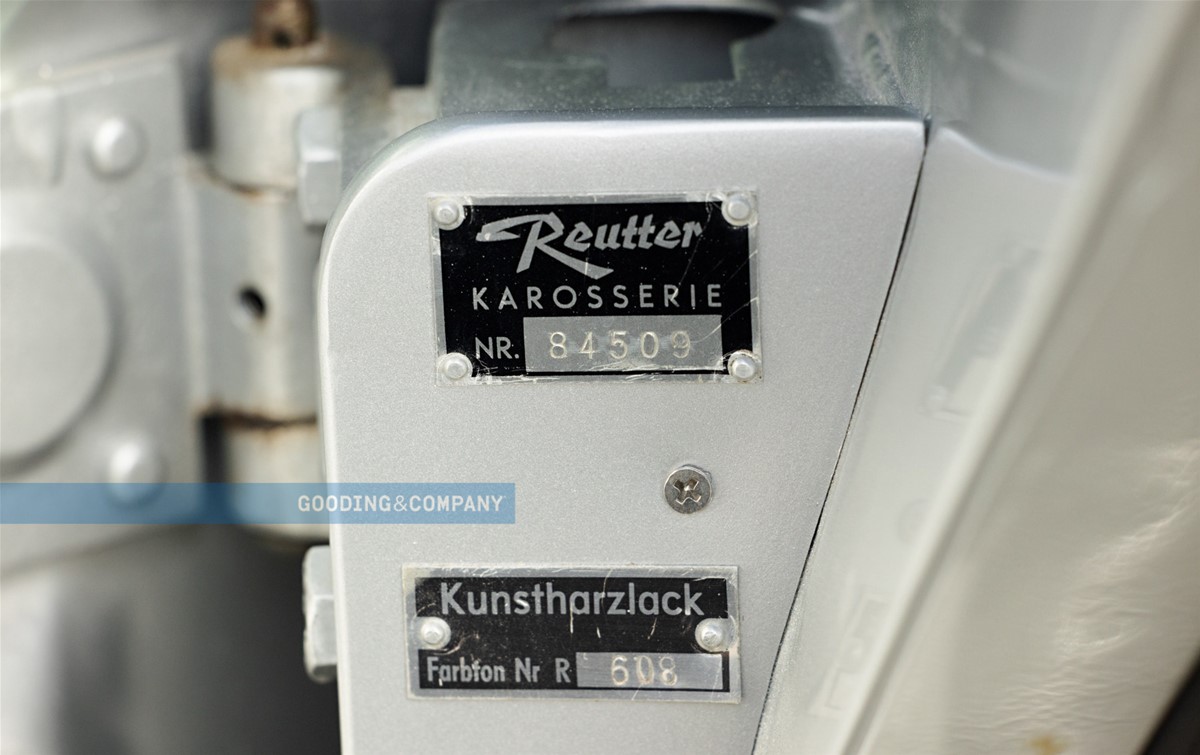 Reutter
KAROSSERIE
NR. 84509
GOODING&COMPANY
Kunstharzlack
Farbton Nr R 608